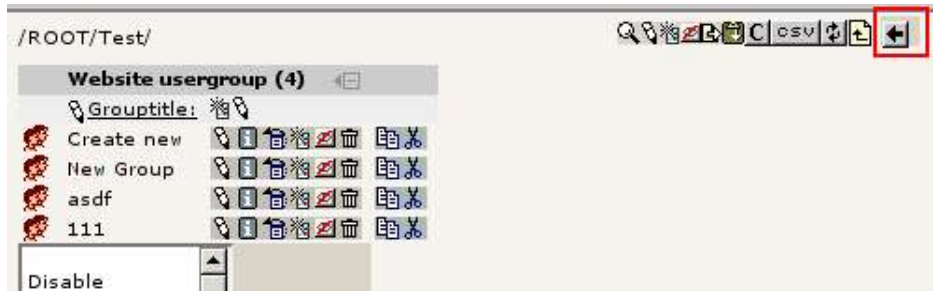 /ROOT/Test/
C csv
Website usergroup (4)
Grouptitle:
Create new
New Group
asdf
111
Disable